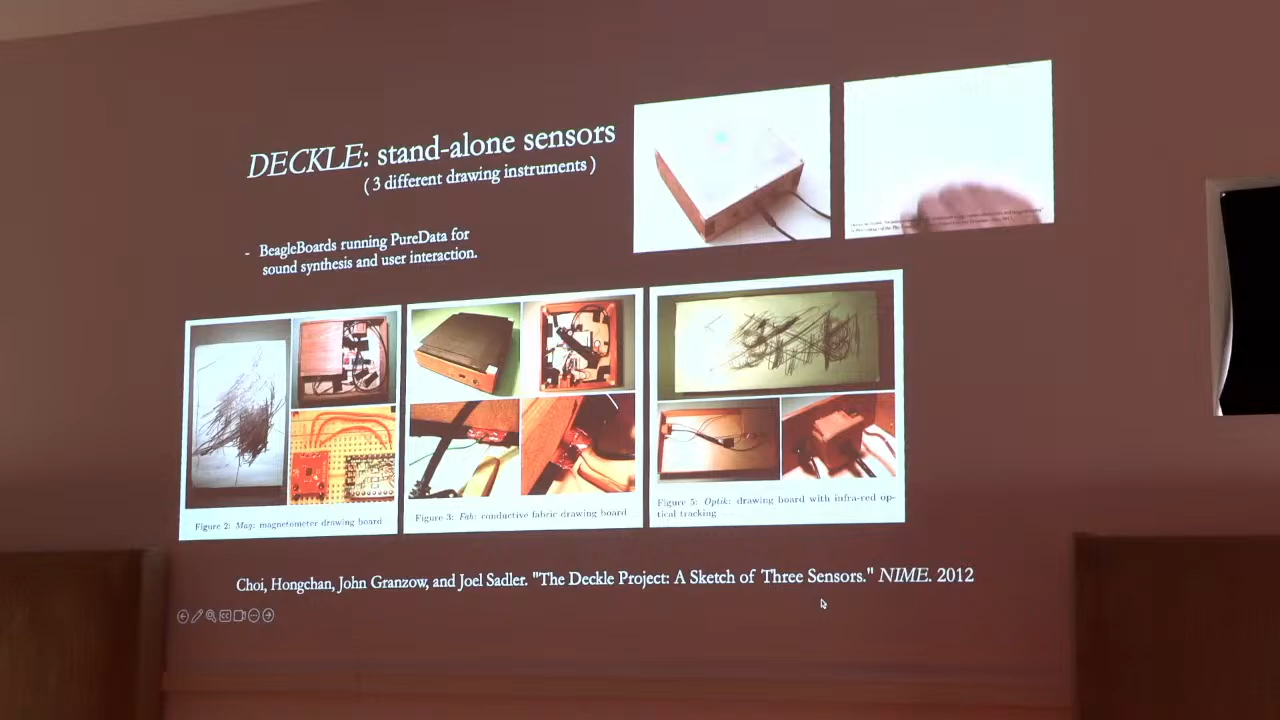 DECKLE: stand-alone sensors
( 3 different drawing instruments )
- BeagleBoards running PureData for
sound synthesis and user interaction.
Figure 2: Mag: magnetometer drawing board
Figure 3: Fab: conductive fabric drawing board
Figure 5: Optik: drawing board with infra-red op-
tical tracking
Choi, Hongchan, John Granzow, and Joel Sadler. "The Deckle Project: A Sketch of Three Sensors." NIME. 2012